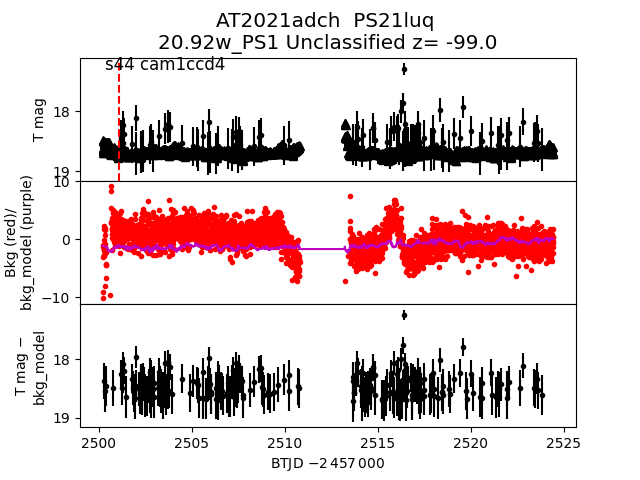 AT2021adch  PS21luq
20.92w_PS1 Unclassified z= -99.0
s44 cam1ccd4
T mag
18
19
Bkg (red)/
bkg_model (purple)
10
0
−10
T mag −
bkg_model
18
19
2500 2505 2510 2515 2520 2525
BTJD −2 457 000